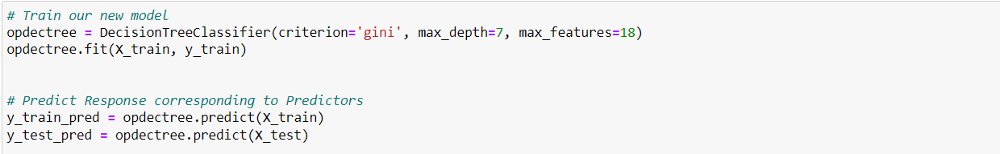 # Train our new model
opdectree = DecisionTreeClassifier(criterion='gini', max_depth=7, max_features=18)
opdectree.fit(X_train, y_train)
# Predict Response corresponding to Predictors
y_train_pred = opdectree.predict(X_train)
y_test_pred = opdectree.predict(X_test)